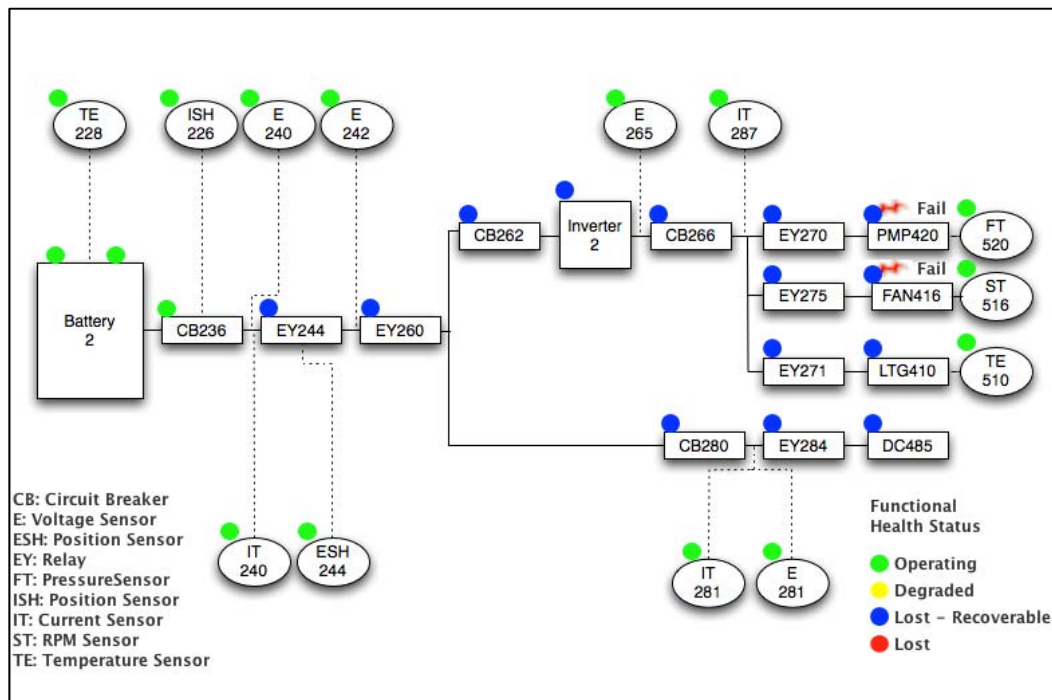 TE
228
ISH
226
E
240
E
242
E
265
IT
287
Fail
CB262
Inverter
2
CB266
EY270
PMP420
FT
520
Fail
Battery
2
CB236
EY244
EY260
EY275
FAN416
ST
516
EY271
LTG410
TE
510
CB280
EY284
DC485
CB: Circuit Breaker
E: Voltage Sensor
ESH: Position Sensor
EY: Relay
FT: PressureSensor
ISH: Position Sensor
IT: Current Sensor
ST: RPM Sensor
TE: Temperature Sensor
IT
240
ESH
244
IT
281
E
281
Functional
Health Status
Operating
Degraded
Lost – Recoverable
Lost